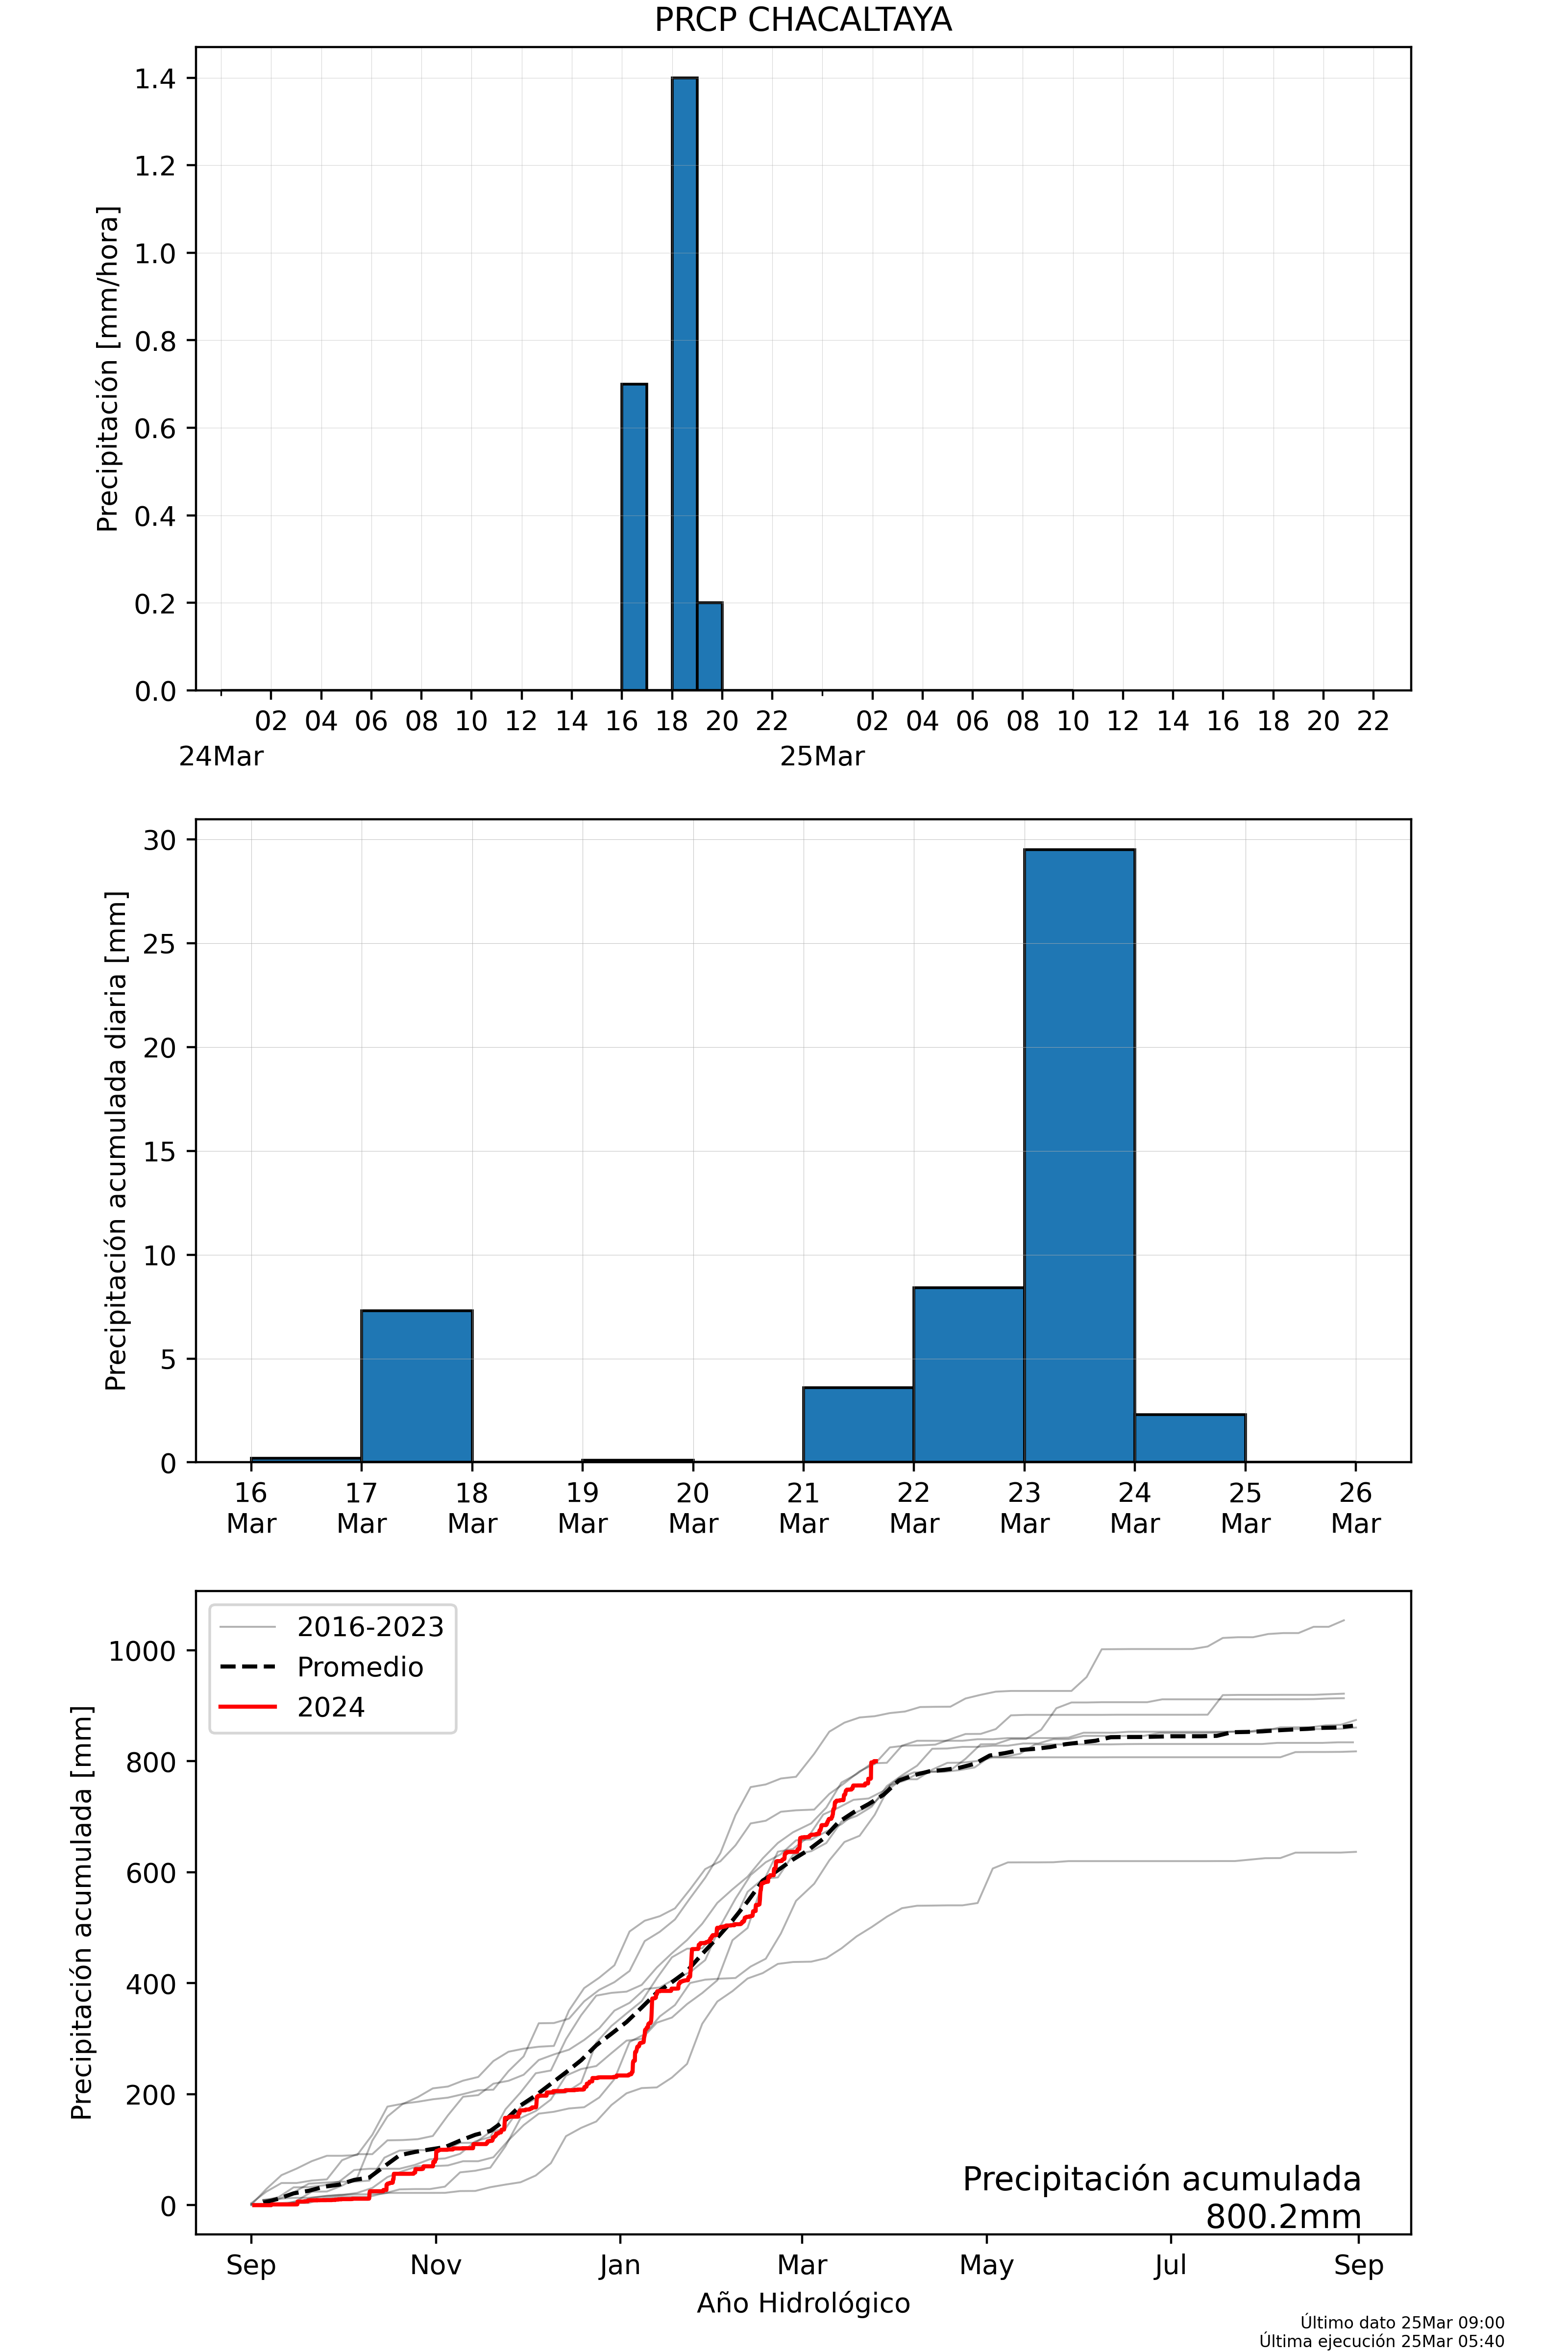 PRCP CHACALTAYA
Precipitación [mm/hora]
1.4
1.2
1.0
0.8
0.6
0.4
0.2
0.0
02 04 06 08 10 12 14 16 18 20 22 02 04 06 08 10 12 14 16 18 20 22
24Mar 25Mar
Precipitación acumulada diaria [mm]
30
25
20
15
10
5
0
16 17 18 19 20 21 22 23 24 25 26
Mar Mar Mar Mar Mar Mar Mar Mar Mar Mar Mar
Precipitación acumulada [mm]
1000
800
600
400
200
0
2016-2023
Promedio
2024
Precipitación acumulada
800.2mm
Sep Nov Jan Mar May Jul Sep
Año Hidrológico
Último dato 25Mar 09:00
Última ejecución 25Mar 05:40